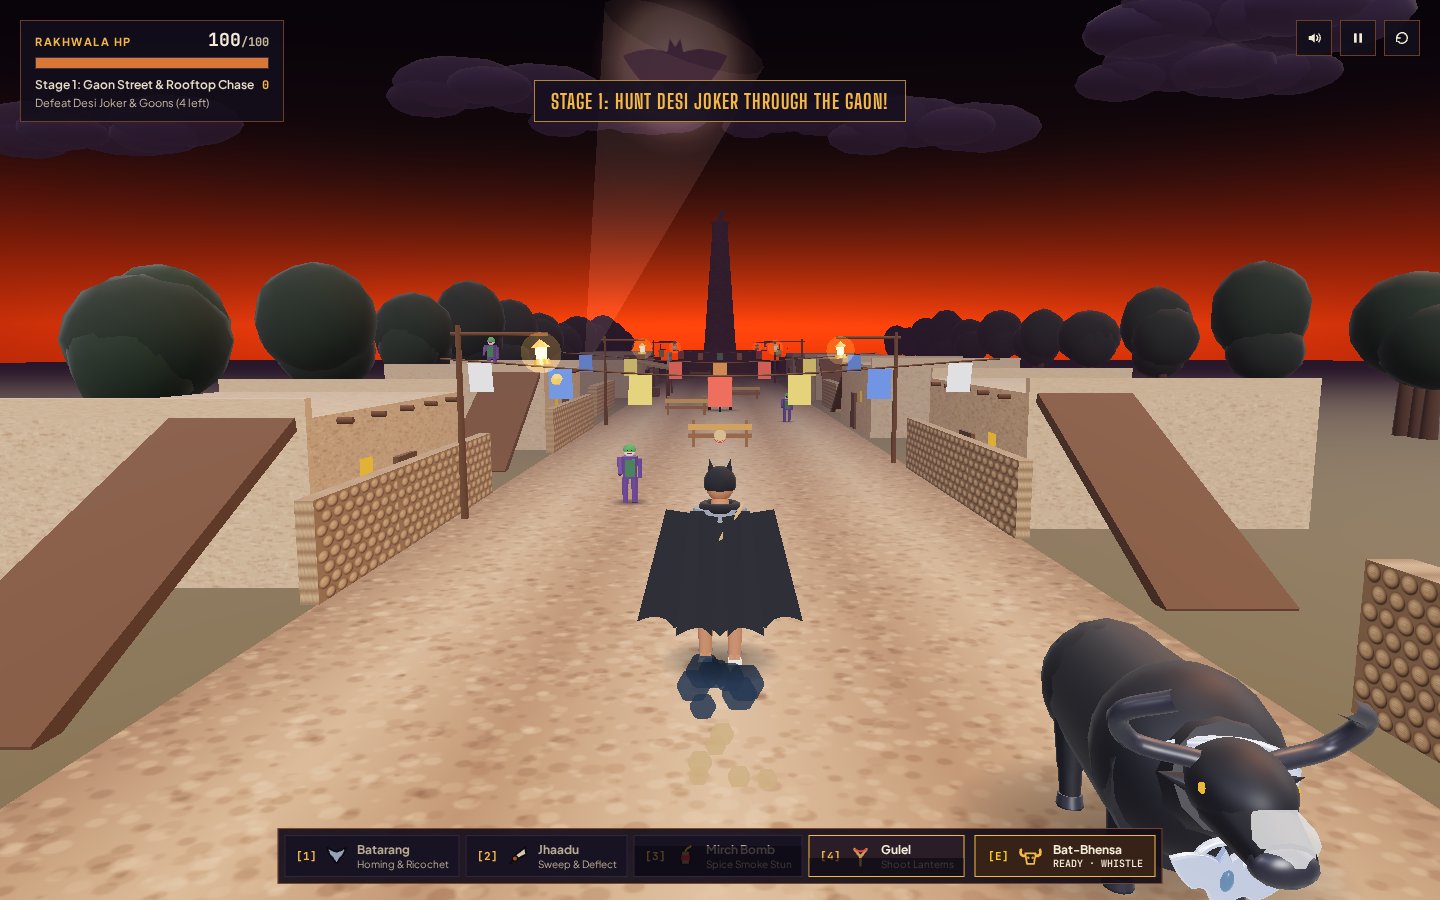 RAKHWALA HP 100/100
Stage 1: Gaon Street & Rooftop Chase 0
Defeat Desi Joker & Goons (4 left)
STAGE 1: HUNT DESI JOKER THROUGH THE GAON!
[1] Batarang
Homing & Ricochet
[2] Jhaadu
Sweep & Deflect
[3] Mirch Bomb
Spice Smoke Stun
[4] Gulel
Shoot Lanterns
[E] Bat-Bhensa
READY · WHISTLE